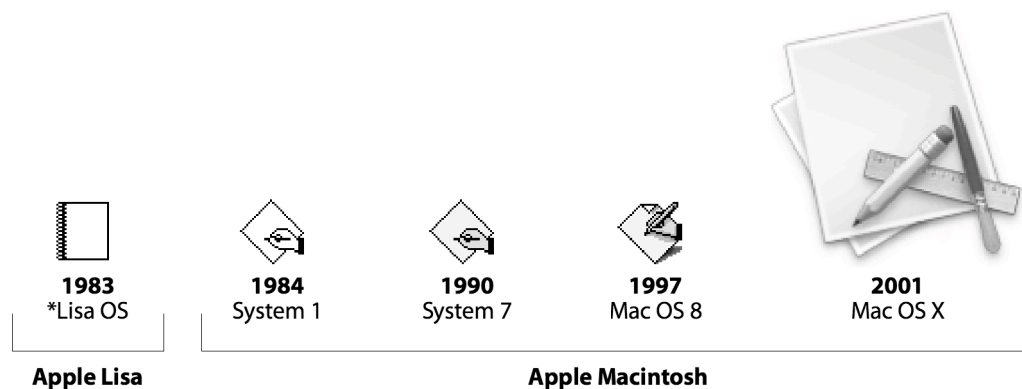 1983
*Lisa OS
1984
System 1
1990
System 7
1997
Mac OS 8
2001
Mac OS X
Apple Lisa
Apple Macintosh